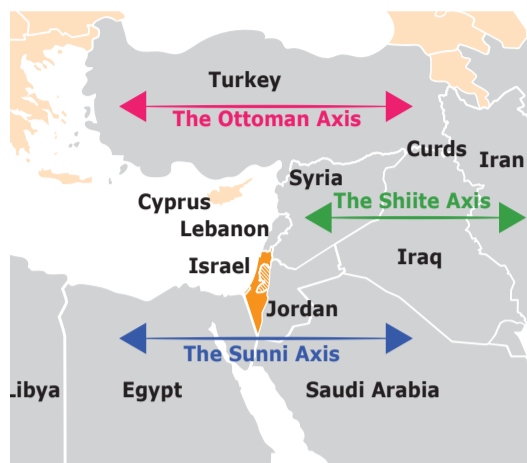 Turkey
The Ottoman Axis
Curds
Iran
Syria
Cyprus
The Shiite Axis
Lebanon
Israel
Iraq
Jordan
The Sunni Axis
Libya
Egypt
Saudi Arabia